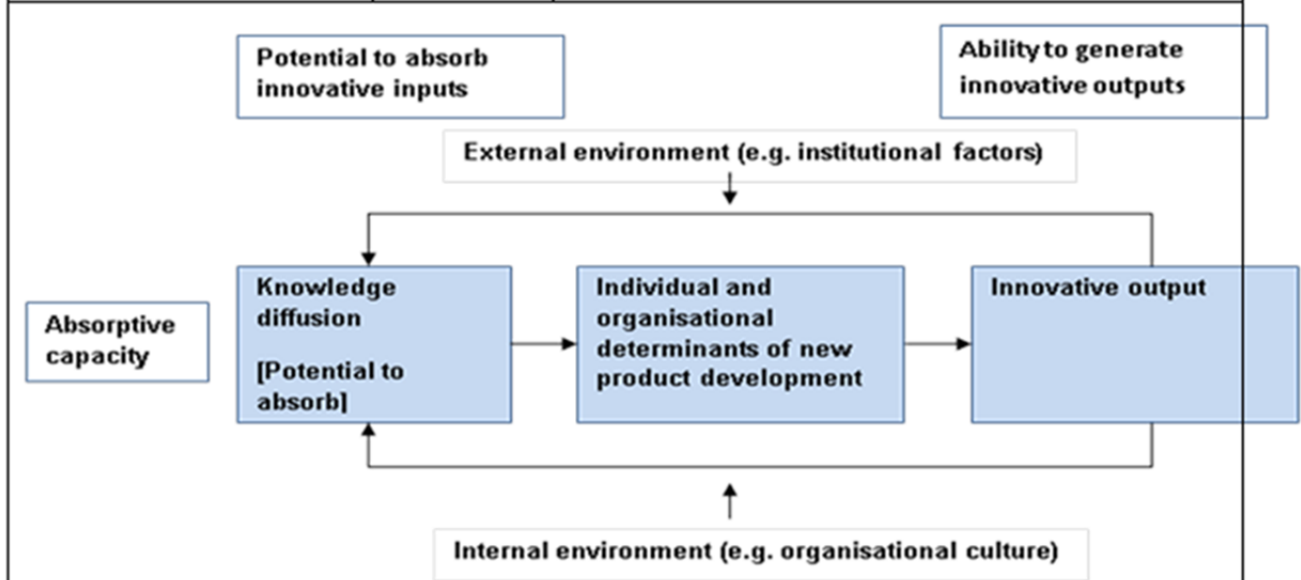 Potential to absorb
innovative inputs
Ability to generate
innovative outputs
External environment (e.g. institutional factors)
Absorptive
capacity
Knowledge
diffusion
[Potential to
absorb]
Individual and
organisational
determinants of new
product development
Innovative output
Internal environment (e.g. organisational culture)